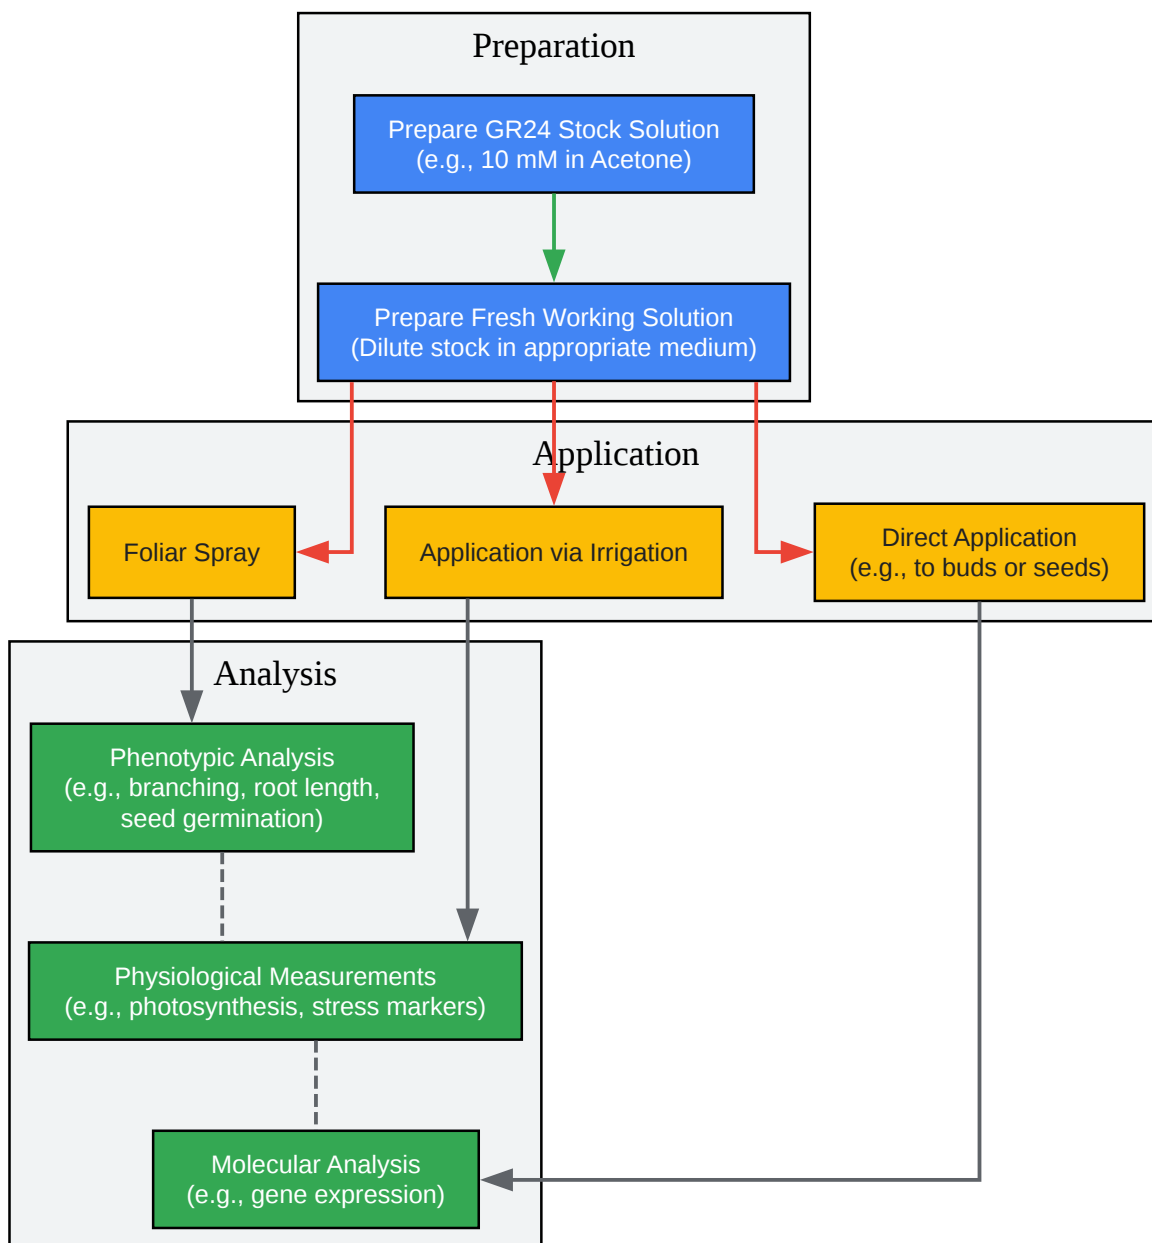 Preparation
Prepare GR24 Stock Solution
(e.g., 10 mM in Acetone)
Prepare Fresh Working Solution
(Dilute stock in appropriate medium)
Application
Foliar Spray
Application via Irrigation
Direct Application
(e.g., to buds or seeds)
Analysis
Phenotypic Analysis
(e.g., branching, root length,
seed germination)
Physiological Measurements
(e.g., photosynthesis, stress markers)
Molecular Analysis
(e.g., gene expression)